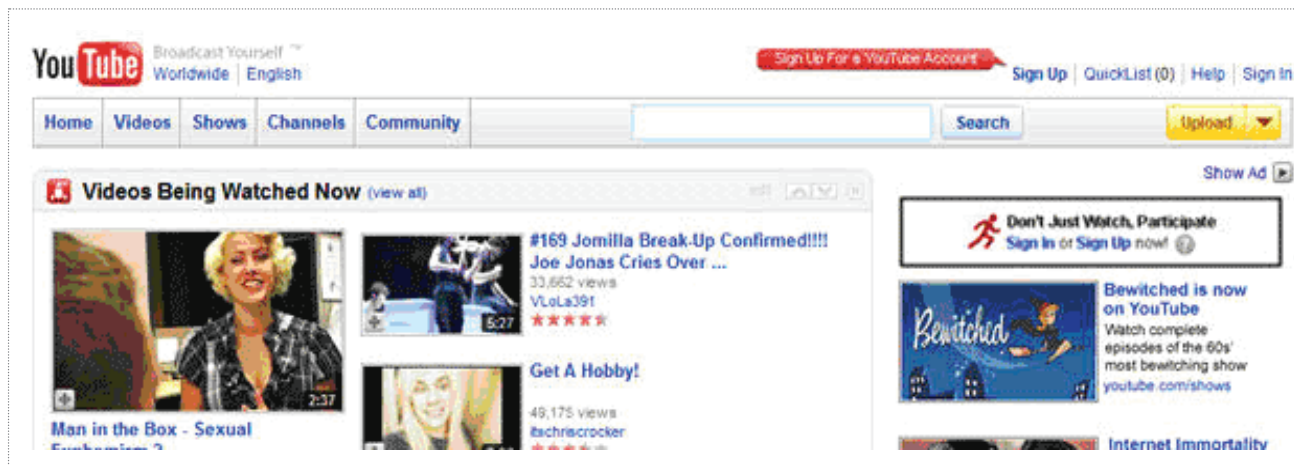 YouTube
Broadcast Yourself ™
Worldwide | English
Sign Up For a YouTube Account
Sign Up | QuickList (0) | Help | Sign In
Home
Videos
Shows
Channels
Community
Search
Upload
Show Ad
Videos Being Watched Now (view all)
edit
2:37
Man in the Box - Sexual
5:27
#169 Jomilla Break-Up Confirmed!!!!
Joe Jonas Cries Over ...
33,662 views
VLoLa391
Get A Hobby!
49,175 views
itschriscrocker
Don't Just Watch, Participate
Sign In or Sign Up now! ?
Bewitched
Bewitched is now
on YouTube
Watch complete
episodes of the 60s'
most bewitching show
youtube.com/shows
Internet Immortality